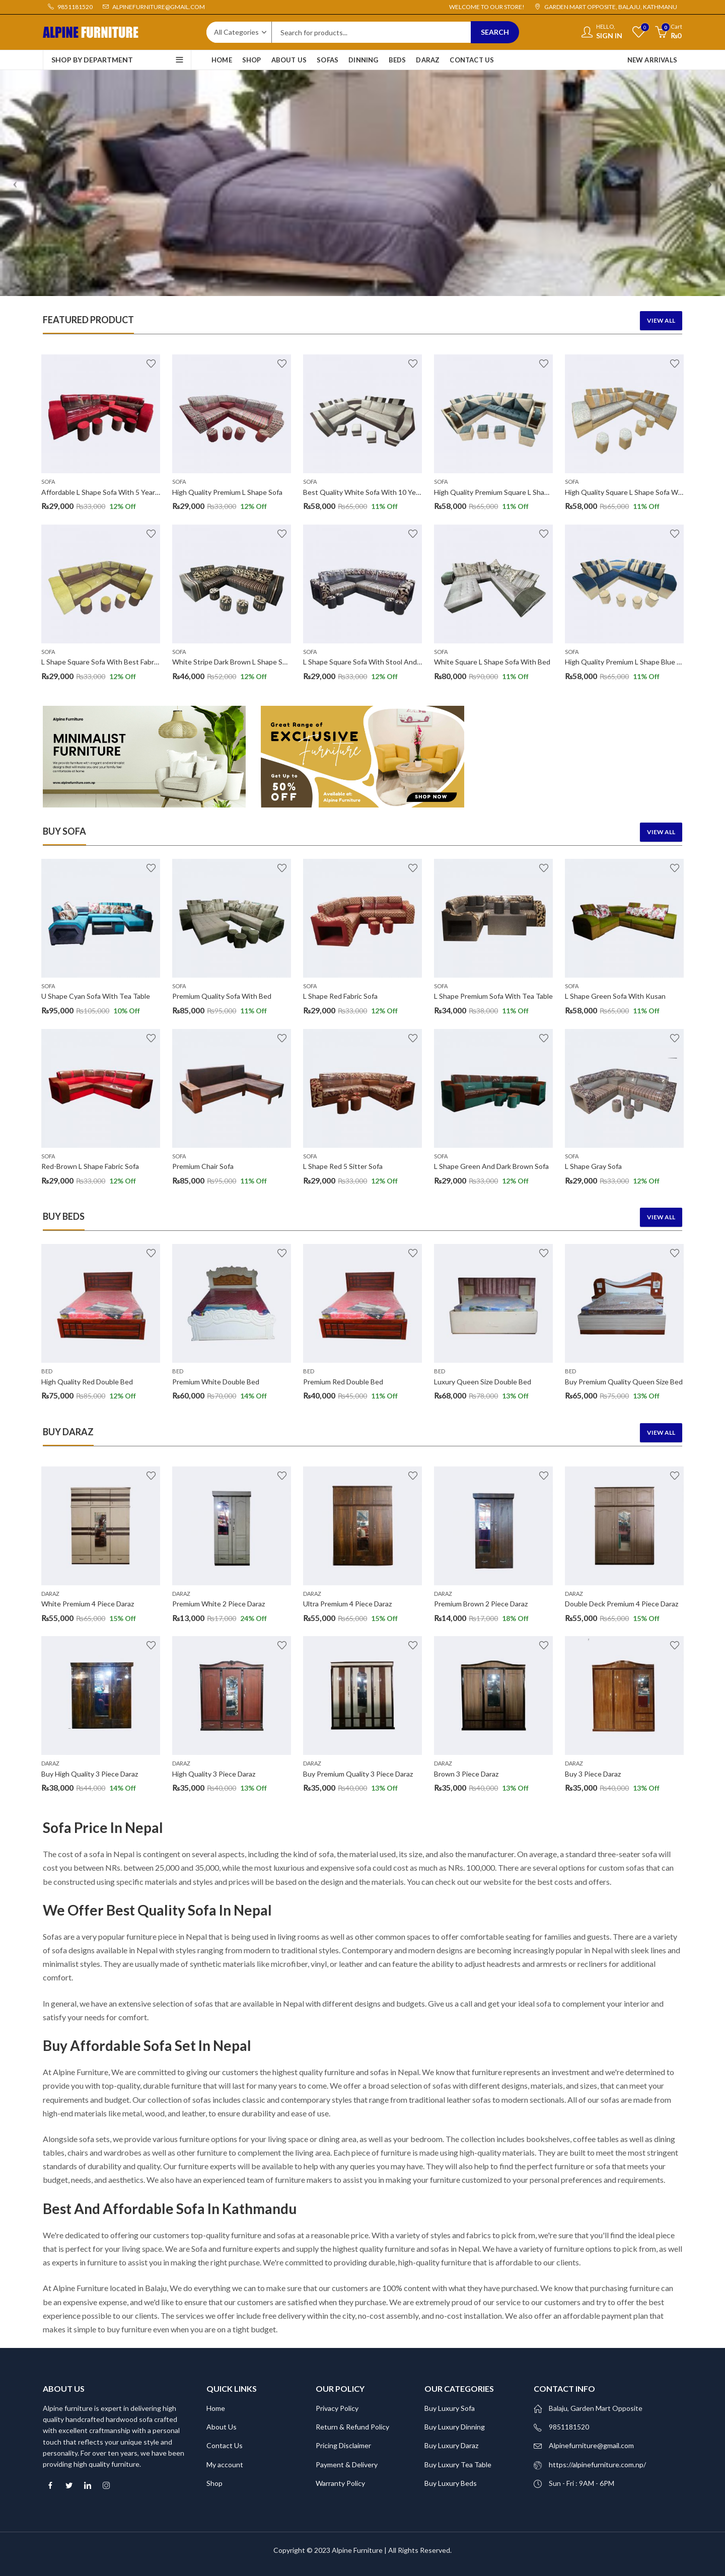 9851181520 ALPINEFURNITURE@GMAIL.COM WELCOME TO OUR STORE! GARDEN MART OPPOSITE, BALAJU, KATHMANU
ALPINE FURNITURE All Categories Search for products... SEARCH HELLO, SIGN IN 0 0 Cart ₨0
SHOP BY DEPARTMENT HOME SHOP ABOUT US SOFAS DINNING BEDS DARAZ CONTACT US NEW ARRIVALS
FEATURED PRODUCT VIEW ALL
SOFA SOFA SOFA SOFA SOFA
Affordable L Shape Sofa With 5 Year... High Quality Premium L Shape Sofa Best Quality White Sofa With 10 Ye... High Quality Premium Square L Sha... High Quality Square L Shape Sofa W...
₨29,000 ₨33,000 12% Off ₨29,000 ₨33,000 12% Off ₨58,000 ₨65,000 11% Off ₨58,000 ₨65,000 11% Off ₨58,000 ₨65,000 11% Off
SOFA SOFA SOFA SOFA SOFA
L Shape Square Sofa With Best Fabr... White Stripe Dark Brown L Shape S... L Shape Square Sofa With Stool And... White Square L Shape Sofa With Bed High Quality Premium L Shape Blue ...
₨29,000 ₨33,000 12% Off ₨46,000 ₨52,000 12% Off ₨29,000 ₨33,000 12% Off ₨80,000 ₨90,000 11% Off ₨58,000 ₨65,000 11% Off
Alpine Furniture
MINIMALIST
FURNITURE
www.alpinefurniture.com.np
Great Range of
EXCLUSIVE
Furniture
Get Up to
50%
OFF
Available at
Alpine Furniture
SHOP NOW
BUY SOFA VIEW ALL
SOFA SOFA SOFA SOFA SOFA
U Shape Cyan Sofa With Tea Table Premium Quality Sofa With Bed L Shape Red Fabric Sofa L Shape Premium Sofa With Tea Table L Shape Green Sofa With Kusan
₨95,000 ₨105,000 10% Off ₨85,000 ₨95,000 11% Off ₨29,000 ₨33,000 12% Off ₨34,000 ₨38,000 11% Off ₨58,000 ₨65,000 11% Off
SOFA SOFA SOFA SOFA SOFA
Red-Brown L Shape Fabric Sofa Premium Chair Sofa L Shape Red 5 Sitter Sofa L Shape Green And Dark Brown Sofa L Shape Gray Sofa
₨29,000 ₨33,000 12% Off ₨85,000 ₨95,000 11% Off ₨29,000 ₨33,000 12% Off ₨29,000 ₨33,000 12% Off ₨29,000 ₨33,000 12% Off
BUY BEDS VIEW ALL
BED BED BED BED BED
High Quality Red Double Bed Premium White Double Bed Premium Red Double Bed Luxury Queen Size Double Bed Buy Premium Quality Queen Size Bed
₨75,000 ₨85,000 12% Off ₨60,000 ₨70,000 14% Off ₨40,000 ₨45,000 11% Off ₨68,000 ₨78,000 13% Off ₨65,000 ₨75,000 13% Off
BUY DARAZ VIEW ALL
DARAZ DARAZ DARAZ DARAZ DARAZ
White Premium 4 Piece Daraz Premium White 2 Piece Daraz Ultra Premium 4 Piece Daraz Premium Brown 2 Piece Daraz Double Deck Premium 4 Piece Daraz
₨55,000 ₨65,000 15% Off ₨13,000 ₨17,000 24% Off ₨55,000 ₨65,000 15% Off ₨14,000 ₨17,000 18% Off ₨55,000 ₨65,000 15% Off
DARAZ DARAZ DARAZ DARAZ DARAZ
Buy High Quality 3 Piece Daraz High Quality 3 Piece Daraz Buy Premium Quality 3 Piece Daraz Brown 3 Piece Daraz Buy 3 Piece Daraz
₨38,000 ₨44,000 14% Off ₨35,000 ₨40,000 13% Off ₨35,000 ₨40,000 13% Off ₨35,000 ₨40,000 13% Off ₨35,000 ₨40,000 13% Off
Sofa Price In Nepal
The cost of a sofa in Nepal is contingent on several aspects, including the kind of sofa, the material used, its size, and also the manufacturer. On average, a standard three-seater sofa will
cost you between NRs. between 25,000 and 35,000, while the most luxurious and expensive sofa could cost as much as NRs. 100,000. There are several options for custom sofas that can
be constructed using specific materials and styles and prices will be based on the design and the materials. You can check out our website for the best costs and offers.
We Offer Best Quality Sofa In Nepal
Sofas are a very popular furniture piece in Nepal that is being used in living rooms as well as other common spaces to offer comfortable seating for families and guests. There are a variety
of sofa designs available in Nepal with styles ranging from modern to traditional styles. Contemporary and modern designs are becoming increasingly popular in Nepal with sleek lines and
minimalist styles. They are usually made of synthetic materials like microfiber, vinyl, or leather and can feature the ability to adjust headrests and armrests or recliners for additional
comfort.
In general, we have an extensive selection of sofas that are available in Nepal with different designs and budgets. Give us a call and get your ideal sofa to complement your interior and
satisfy your needs for comfort.
Buy Affordable Sofa Set In Nepal
At Alpine Furniture, We are committed to giving our customers the highest quality furniture and sofas in Nepal. We know that furniture represents an investment and we're determined to
provide you with top-quality, durable furniture that will last for many years to come. We offer a broad selection of sofas with different designs, materials, and sizes, that can meet your
requirements and budget. Our collection of sofas includes classic and contemporary styles that range from traditional leather sofas to modern sectionals. All of our sofas are made from
high-end materials like metal, wood, and leather, to ensure durability and ease of use.
Alongside sofa sets, we provide various furniture options for your living space or dining area, as well as your bedroom. The collection includes bookshelves, coffee tables as well as dining
tables, chairs and wardrobes as well as other furniture to complement the living area. Each piece of furniture is made using high-quality materials. They are built to meet the most stringent
standards of durability and quality. Our furniture experts will be available to help with any queries you may have. They will also help to find the perfect furniture or sofa that meets your
budget, needs, and aesthetics. We also have an experienced team of furniture makers to assist you in making your furniture customized to your personal preferences and requirements.
Best And Affordable Sofa In Kathmandu
We're dedicated to offering our customers top-quality furniture and sofas at a reasonable price. With a variety of styles and fabrics to pick from, we're sure that you'll find the ideal piece
that is perfect for your living space. We are Sofa and furniture experts and supply the highest quality furniture and sofas in Nepal. We have a variety of furniture options to pick from, as well
as experts in furniture to assist you in making the right purchase. We're committed to providing durable, high-quality furniture that is affordable to our clients.
At Alpine Furniture located in Balaju, We do everything we can to make sure that our customers are 100% content with what they have purchased. We know that purchasing furniture can
be an expensive expense, and we'd like to ensure that our customers are satisfied when they purchase. We are extremely proud of our service to our customers and try to offer the best
experience possible to our clients. The services we offer include free delivery within the city, no-cost assembly, and no-cost installation. We also offer an affordable payment plan that
makes it simple to buy furniture even when you are on a tight budget.
ABOUT US QUICK LINKS OUR POLICY OUR CATEGORIES CONTACT INFO
Alpine furniture is expert in delivering high
quality handcrafted hardwood sofa crafted
with excellent craftmanship with a personal
touch that reflects your unique style and
personality. For over ten years, we have been
providing high quality furniture.
Home
About Us
Contact Us
My account
Shop
Privacy Policy
Return & Refund Policy
Pricing Disclaimer
Payment & Delivery
Warranty Policy
Buy Luxury Sofa
Buy Luxury Dinning
Buy Luxury Daraz
Buy Luxury Tea Table
Buy Luxury Beds
Balaju, Garden Mart Opposite
9851181520
Alpinefurniture@gmail.com
https://alpinefurniture.com.np/
Sun - Fri : 9AM - 6PM
Copyright © 2023 Alpine Furniture | All Rights Reserved.